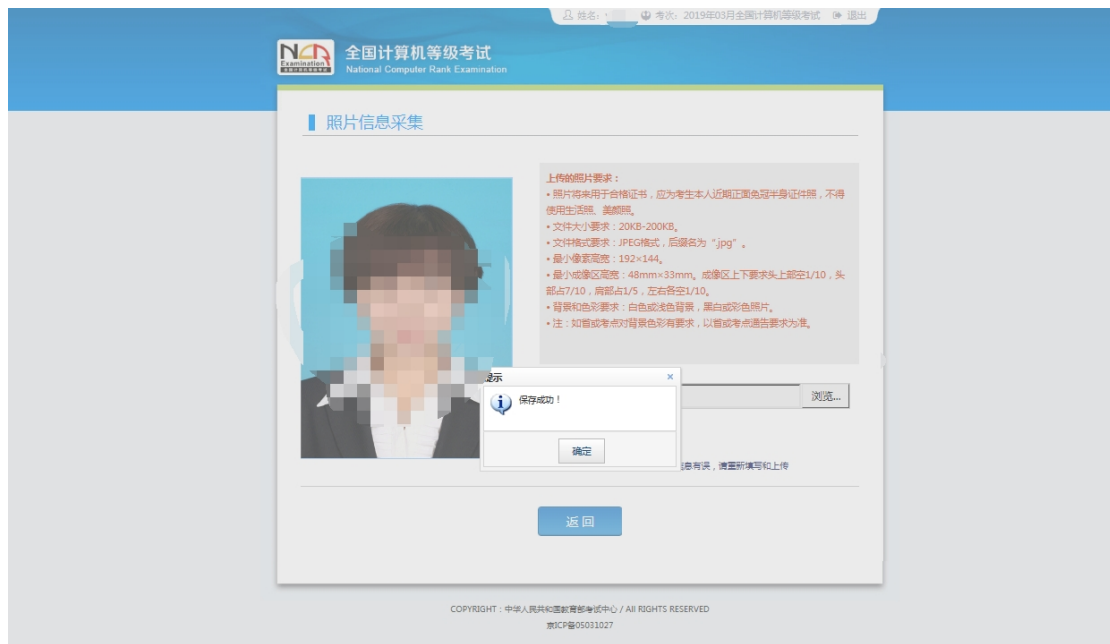 姓名：
考次：2019年03月全国计算机等级考试
退出
NCR
Examination
全国计算机等级考试
National Computer Rank Examination
照片信息采集
上传的照片要求：
• 照片将来用于合格证书，应为考生本人近期正面免冠半身证件照，不得
使用生活照、美颜照。
• 文件大小要求：20KB-200KB。
• 文件格式要求：JPEG格式，后缀名为“jpg”。
• 最小像素高宽：192×144。
• 最小成像区高宽：48mm×33mm。成像区上下要求头上部空1/10，头
部占7/10，肩部占1/5，左右各空1/10。
• 背景和色彩要求：白色或浅色背景，黑白或彩色照片。
• 注：如省或考点对背景色彩有要求，以省或考点通告要求为准。
提示
×
保存成功！
浏览...
确定
息有误，请重新填写和上传
返回
COPYRIGHT：中华人民共和国教育部考试中心 / All RIGHTS RESERVED
京ICP备05031027